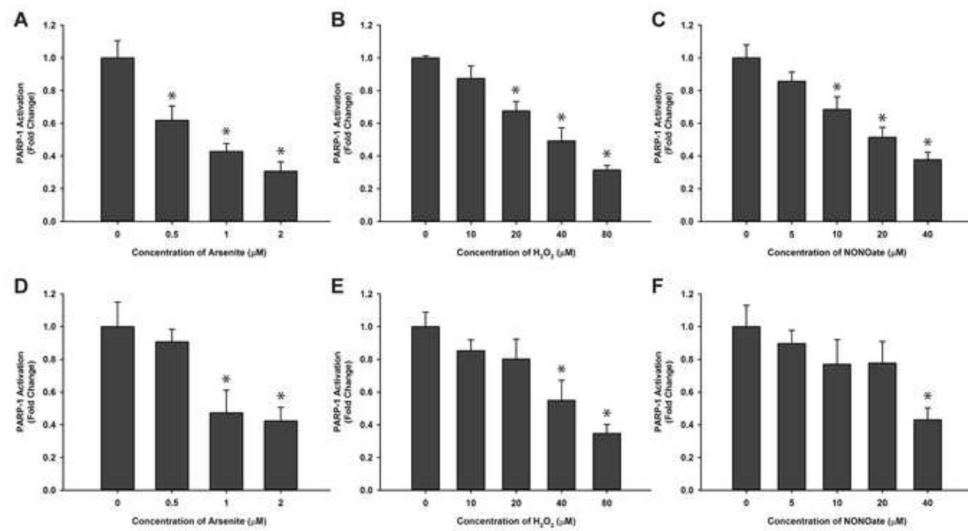 A
1.2
1.0
0.8
0.6
0.4
0.2
0.0
PARP-1 Activation
(Fold Change)
*
*
*
0 0.5 1 2
Concentration of Arsenite (µM)
B
1.2
1.0
0.8
0.6
0.4
0.2
0.0
PARP-1 Activation
(Fold Change)
*
*
*
0 10 20 40 80
Concentration of H₂O₂ (µM)
C
1.2
1.0
0.8
0.6
0.4
0.2
0.0
PARP-1 Activation
(Fold Change)
*
*
*
0 5 10 20 40
Concentration of NONOate (µM)
D
1.2
1.0
0.8
0.6
0.4
0.2
0.0
PARP-1 Activation
(Fold Change)
*
*
0 0.5 1 2
Concentration of Arsenite (µM)
E
1.2
1.0
0.8
0.6
0.4
0.2
0.0
PARP-1 Activation
(Fold Change)
*
*
0 10 20 40 80
Concentration of H₂O₂ (µM)
F
1.2
1.0
0.8
0.6
0.4
0.2
0.0
PARP-1 Activation
(Fold Change)
*
0 5 10 20 40
Concentration of NONOate (µM)